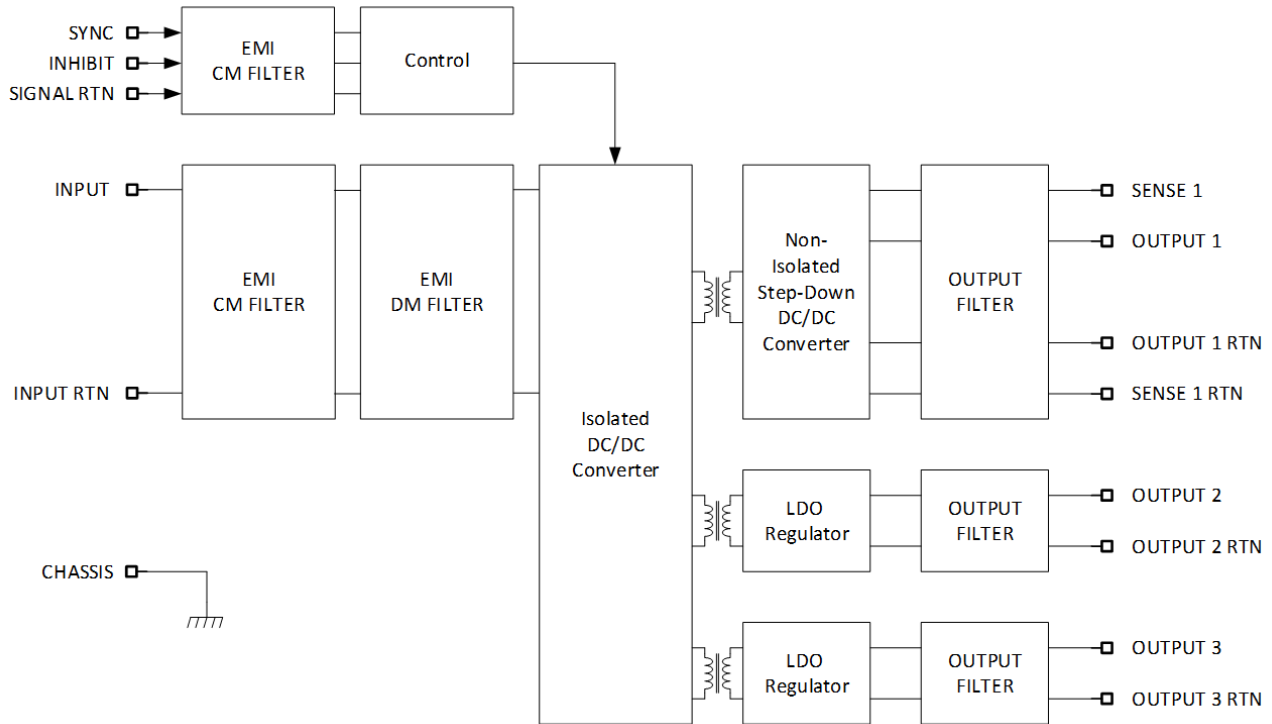 SYNC
INHIBIT
SIGNAL RTN
EMI
CM FILTER
Control
INPUT
INPUT RTN
EMI
CM FILTER
EMI
DM FILTER
Isolated
DC/DC
Converter
Non-
Isolated
Step-Down
DC/DC
Converter
OUTPUT
FILTER
SENSE 1
OUTPUT 1
OUTPUT 1 RTN
SENSE 1 RTN
LDO
Regulator
OUTPUT
FILTER
OUTPUT 2
OUTPUT 2 RTN
CHASSIS
LDO
Regulator
OUTPUT
FILTER
OUTPUT 3
OUTPUT 3 RTN